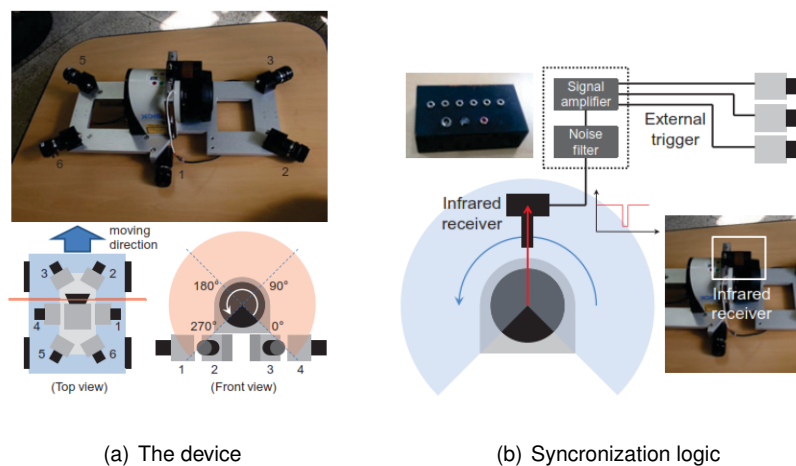 5
3
6
1
2
moving
direction
3
2
4
1
5
6
(Top view)
180°
90°
270°
0°
1
2
3
4
(Front view)
Signal
amplifier
Noise
filter
External
trigger
Infrared
receiver
Infrared
receiver
(a) The device
(b) Syncronization logic